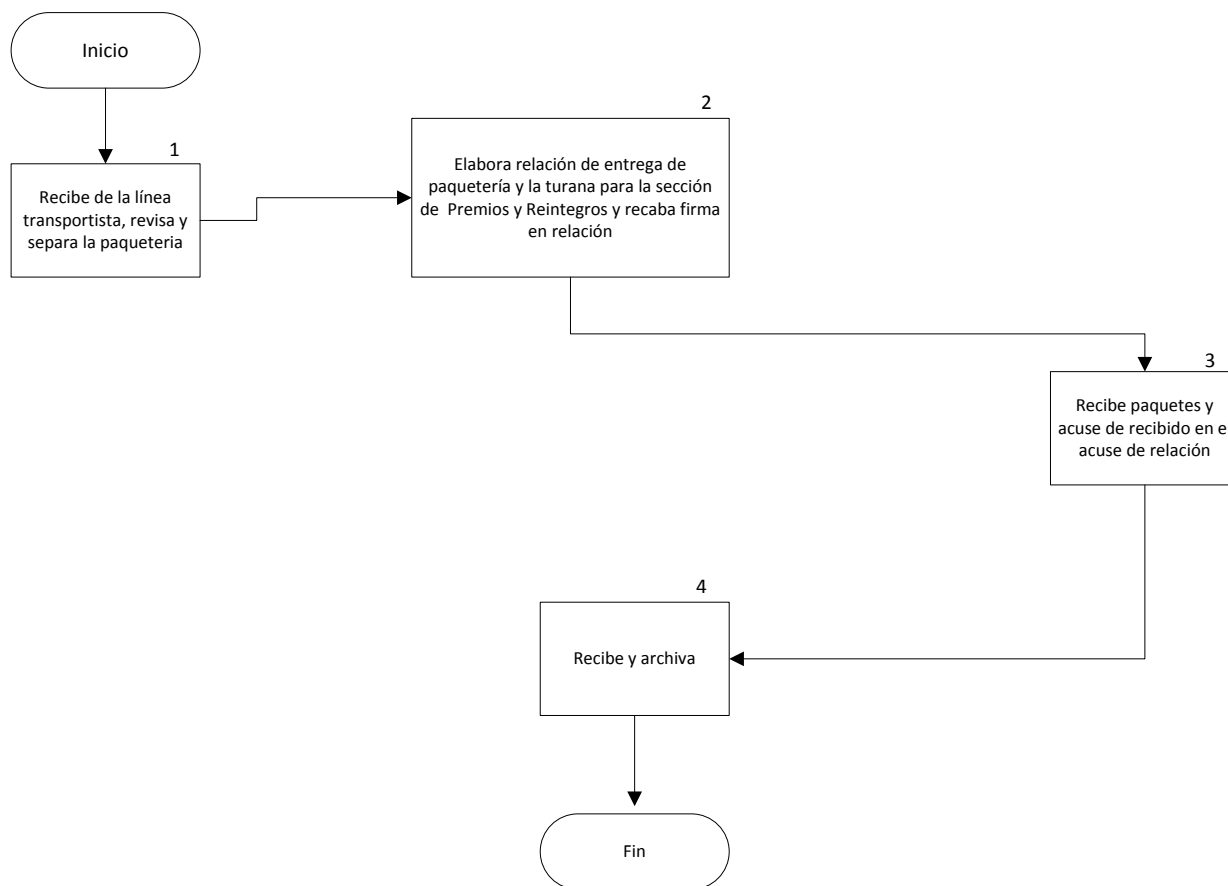 Inicio
1
Recibe de la línea
transportista, revisa y
separa la paqueteria
2
Elabora relación de entrega de
paquetería y la turana para la sección
de Premios y Reintegros y recaba firma
en relación
3
Recibe paquetes y
acuse de recibido en e
acuse de relación
4
Recibe y archiva
Fin